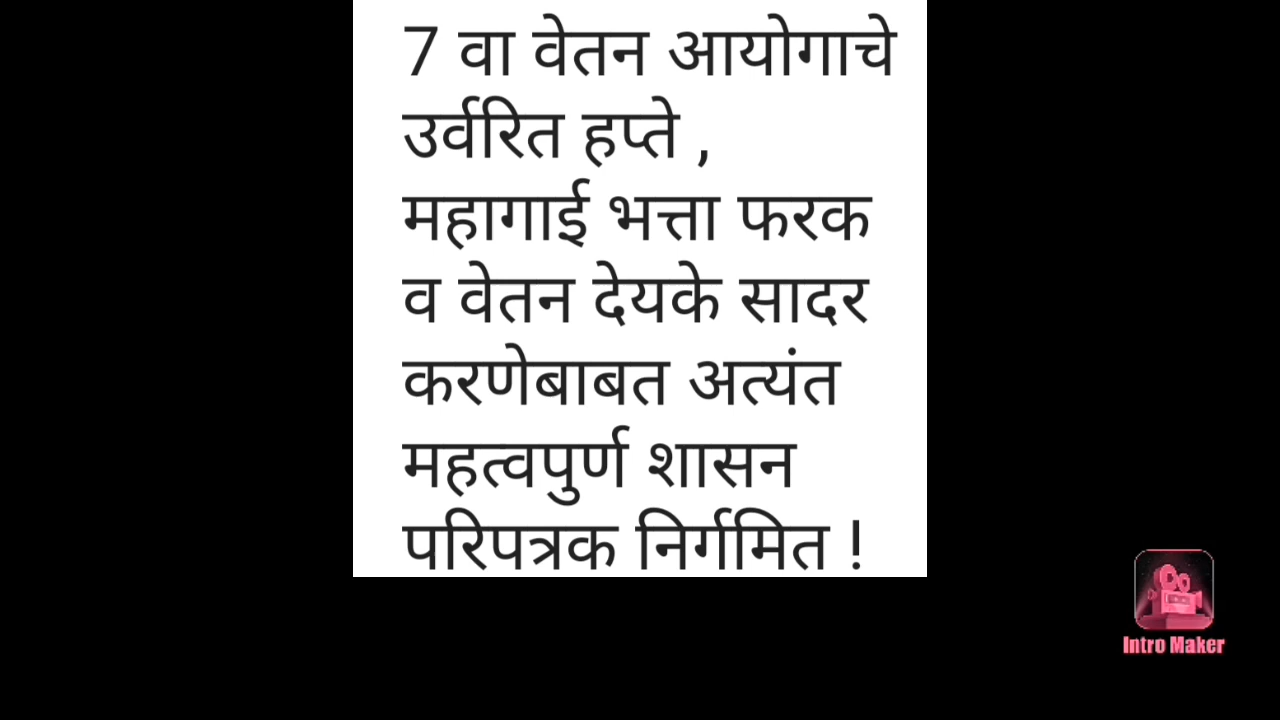 7 वा वेतन आयोगाचे
उर्वरित हप्ते ,
महागाई भत्ता फरक
व वेतन देयके सादर
करणेबाबत अत्यंत
महत्वपुर्ण शासन
परिपत्रक निर्गमित !
Intro Maker